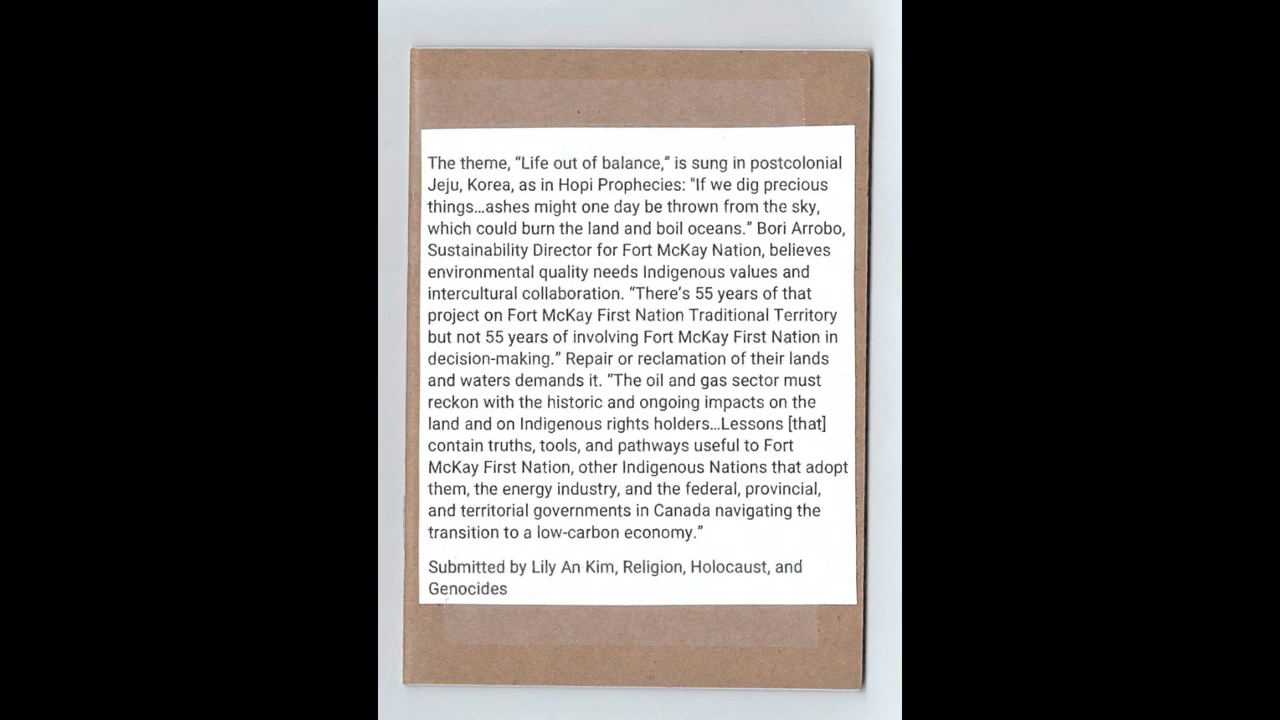 The theme, “Life out of balance,” is sung in postcolonial
Jeju, Korea, as in Hopi Prophecies: "If we dig precious
things…ashes might one day be thrown from the sky,
which could burn the land and boil oceans.” Bori Arrobo,
Sustainability Director for Fort McKay Nation, believes
environmental quality needs Indigenous values and
intercultural collaboration. “There’s 55 years of that
project on Fort McKay First Nation Traditional Territory
but not 55 years of involving Fort McKay First Nation in
decision-making.” Repair or reclamation of their lands
and waters demands it. “The oil and gas sector must
reckon with the historic and ongoing impacts on the
land and on Indigenous rights holders…Lessons [that]
contain truths, tools, and pathways useful to Fort
McKay First Nation, other Indigenous Nations that adopt
them, the energy industry, and the federal, provincial,
and territorial governments in Canada navigating the
transition to a low-carbon economy.”
Submitted by Lily An Kim, Religion, Holocaust, and
Genocides